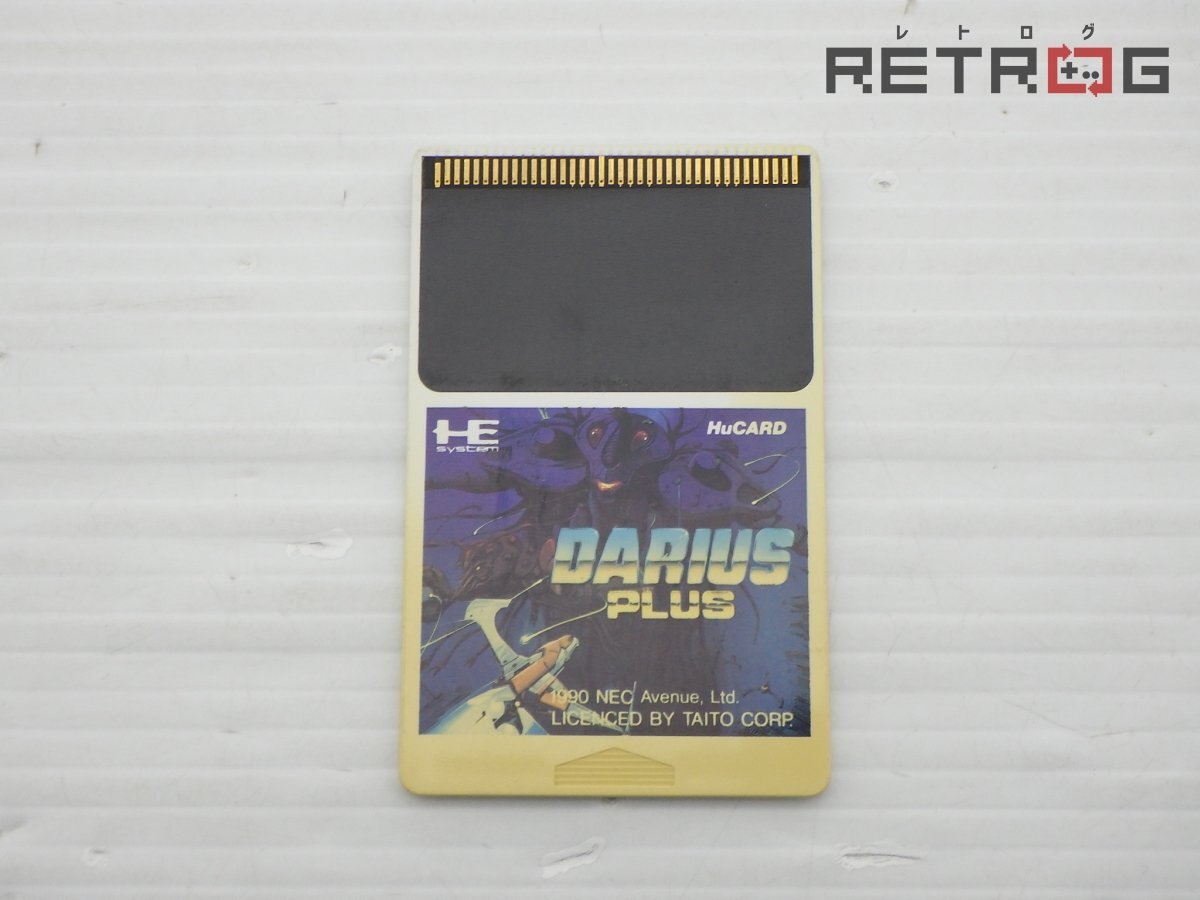 レトログ
RETROG
HE
system
HuCARD
DARIUS
PLUS
1990 NEC Avenue, Ltd.
LICENCED BY TAITO CORP.